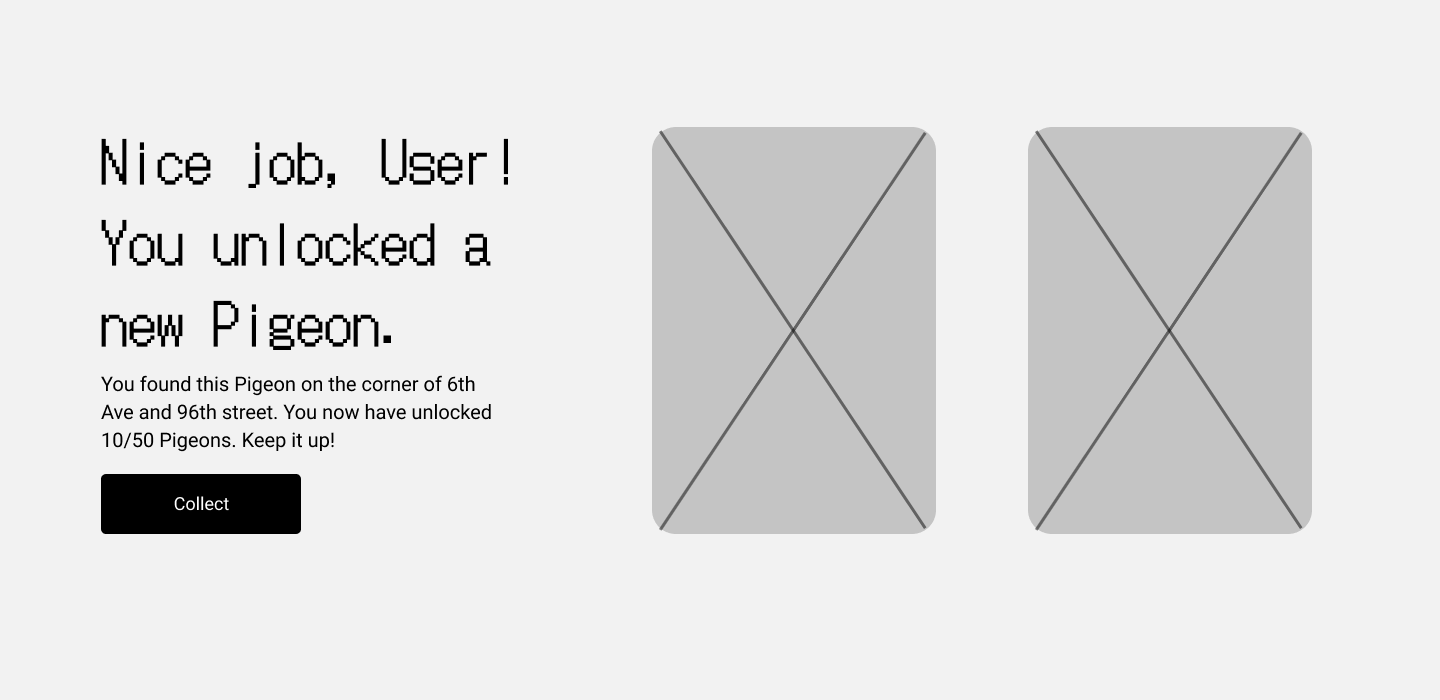 Nice job, User!
You unlocked a
new Pigeon.
You found this Pigeon on the corner of 6th
Ave and 96th street. You now have unlocked
10/50 Pigeons. Keep it up!
Collect